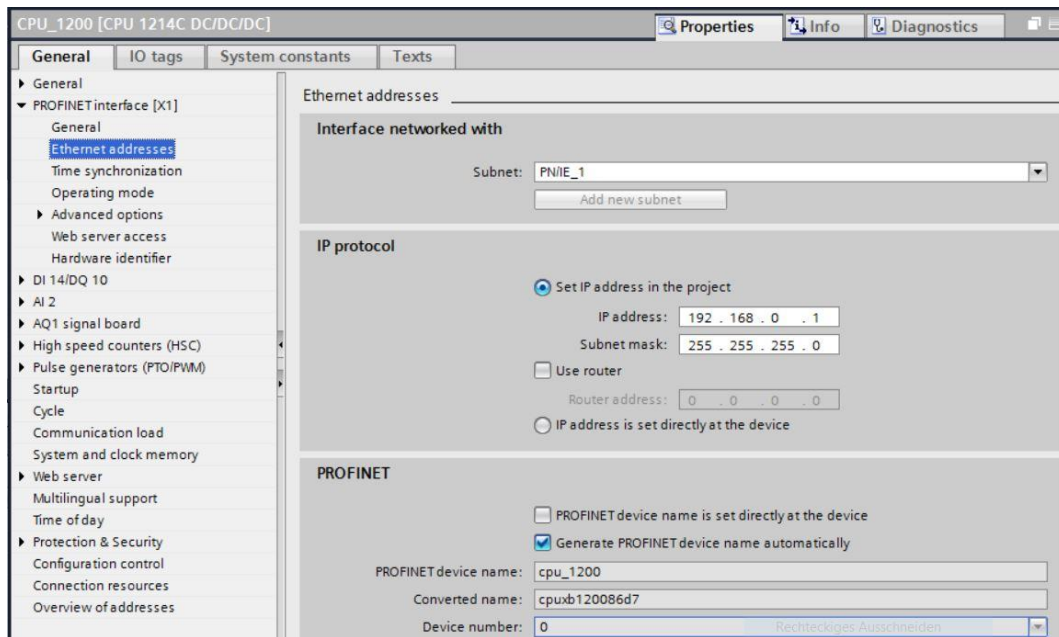 CPU_1200 [CPU 1214C DC/DC/DC]
Properties
Info
Diagnostics
General
IO tags
System constants
Texts
General
PROFINET interface [X1]
General
Ethernet addresses
Time synchronization
Operating mode
Advanced options
Web server access
Hardware identifier
DI 14/DQ 10
AI 2
AQ1 signal board
High speed counters (HSC)
Pulse generators (PTO/PWM)
Startup
Cycle
Communication load
System and clock memory
Web server
Multilingual support
Time of day
Protection & Security
Configuration control
Connection resources
Overview of addresses
Ethernet addresses
Interface networked with
Subnet: PN/IE_1
Add new subnet
IP protocol
Set IP address in the project
IP address: 192 . 168 . 0 . 1
Subnet mask: 255 . 255 . 255 . 0
Use router
Router address: 0 . 0 . 0 . 0
IP address is set directly at the device
PROFINET
PROFINET device name is set directly at the device
Generate PROFINET device name automatically
PROFINET device name: cpu_1200
Converted name: cpuxb120086d7
Device number: 0
Rechteckiges Ausschneiden